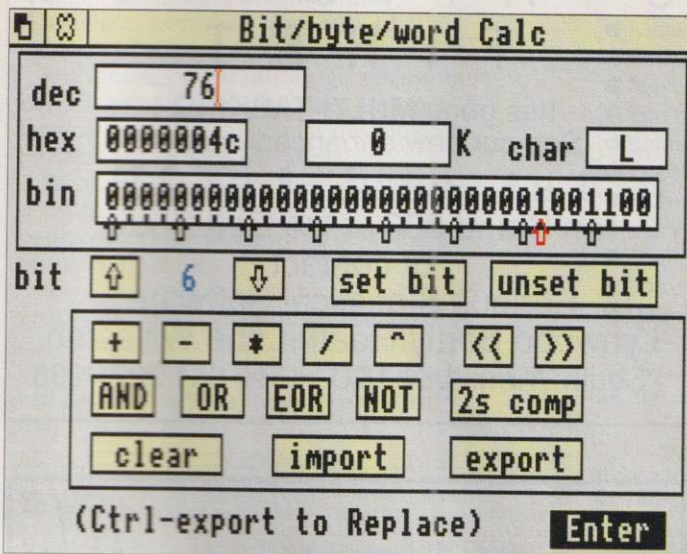 Bit/byte/word Calc
dec 76
hex 0000004c 0 K char L
bin 00000000000000000000000001001100
bit 6 set bit unset bit
+ - * / ^ << >>
AND OR EOR NOT 2s comp
clear import export
(Ctrl-export to Replace) Enter